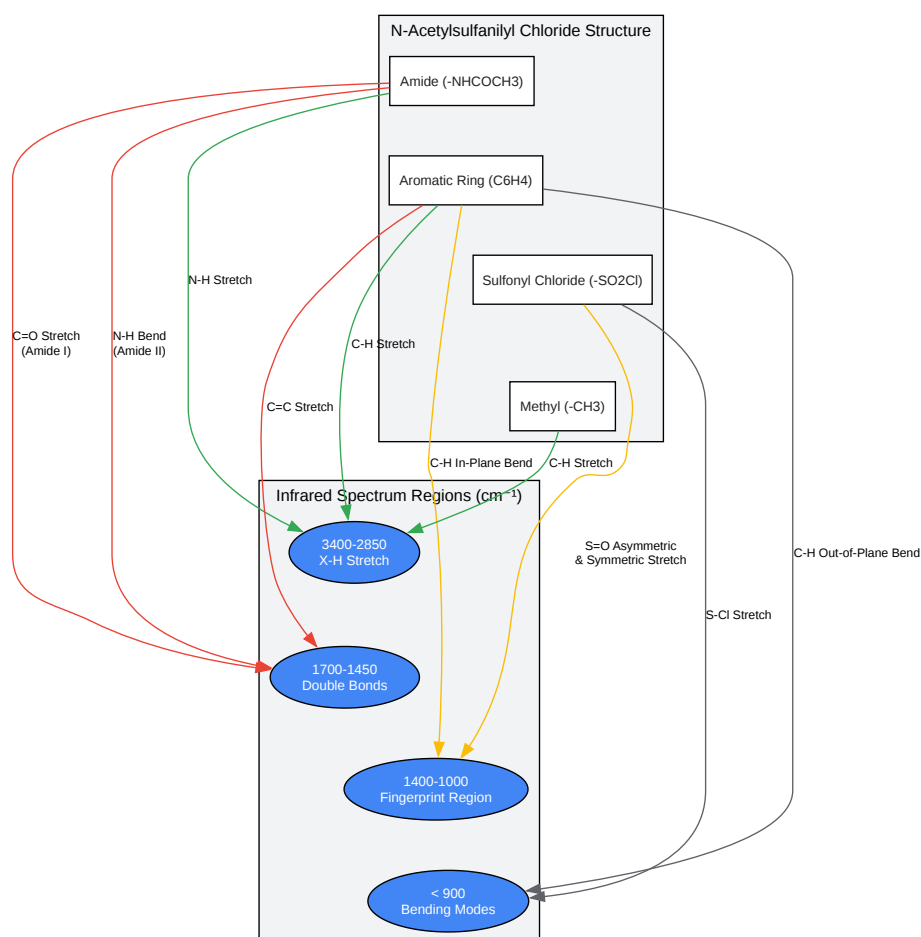 N-Acetylsulfanilyl Chloride Structure
Amide (-NHCOCH3)
Aromatic Ring (C6H4)
Sulfonyl Chloride (-SO2Cl)
Methyl (-CH3)
N-H Stretch
C=O Stretch
(Amide I)
N-H Bend
(Amide II)
C-H Stretch
C=C Stretch
C-H In-Plane Bend
C-H Stretch
S=O Asymmetric
& Symmetric Stretch
C-H Out-of-Plane Bend
S-Cl Stretch
Infrared Spectrum Regions (cm⁻¹)
3400-2850
X-H Stretch
1700-1450
Double Bonds
1400-1000
Fingerprint Region
< 900
Bending Modes